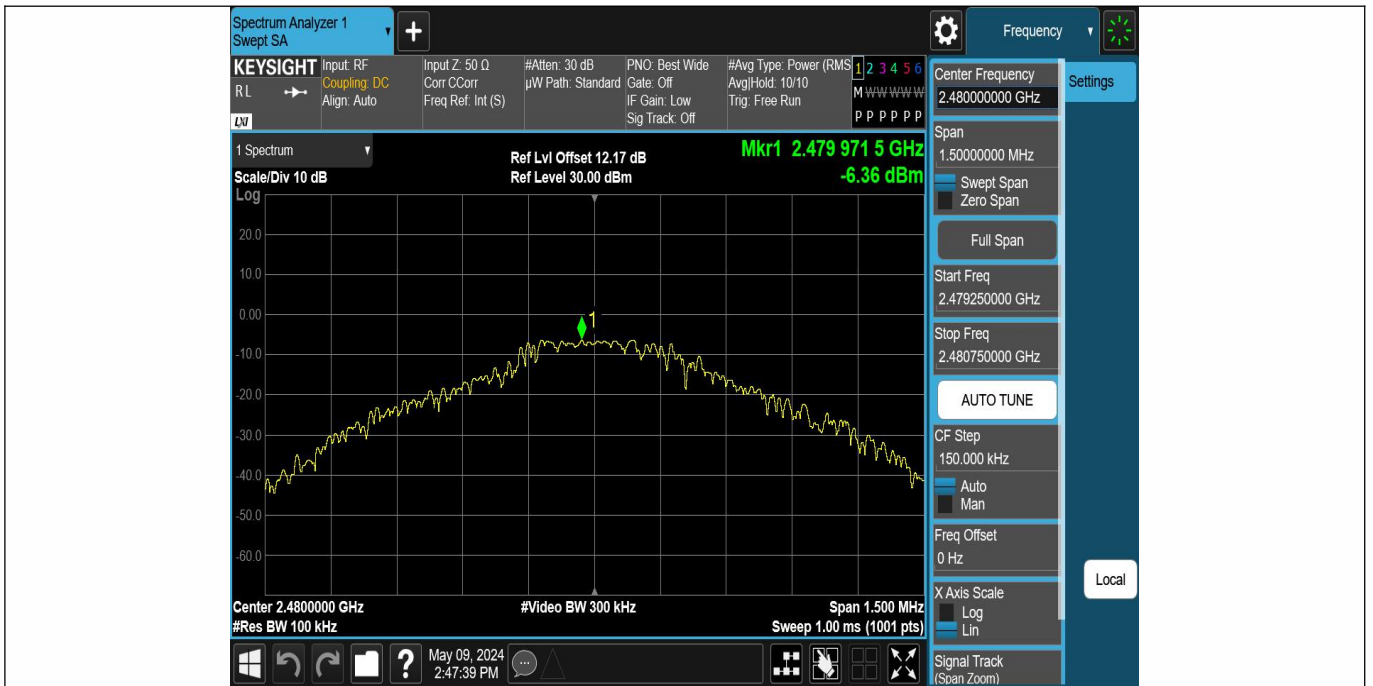 Spectrum Analyzer 1
Swept SA
+
Frequency
KEYSIGHT
RL
LXI
Input: RF
Coupling: DC
Align: Auto
Input Z: 50 Ω
Corr CCorr
Freq Ref: Int (S)
#Atten: 30 dB
µW Path: Standard
PNO: Best Wide
Gate: Off
IF Gain: Low
Sig Track: Off
#Avg Type: Power (RMS
Avg|Hold: 10/10
Trig: Free Run
1 2 3 4 5 6
M W W W W W
P P P P P P
Center Frequency
2.480000000 GHz
Settings
Span
1.50000000 MHz
Swept Span
Zero Span
Full Span
Start Freq
2.479250000 GHz
Stop Freq
2.480750000 GHz
AUTO TUNE
CF Step
150.000 kHz
Auto
Man
Freq Offset
0 Hz
X Axis Scale
Log
Lin
Signal Track
(Span Zoom)
Local
1 Spectrum
Scale/Div 10 dB
Ref Lvl Offset 12.17 dB
Ref Level 30.00 dBm
Mkr1 2.479 971 5 GHz
-6.36 dBm
Log
20.0
10.0
0.00
-10.0
-20.0
-30.0
-40.0
-50.0
-60.0
1
Center 2.4800000 GHz
#Res BW 100 kHz
#Video BW 300 kHz
Span 1.500 MHz
Sweep 1.00 ms (1001 pts)
?
May 09, 2024
2:47:39 PM